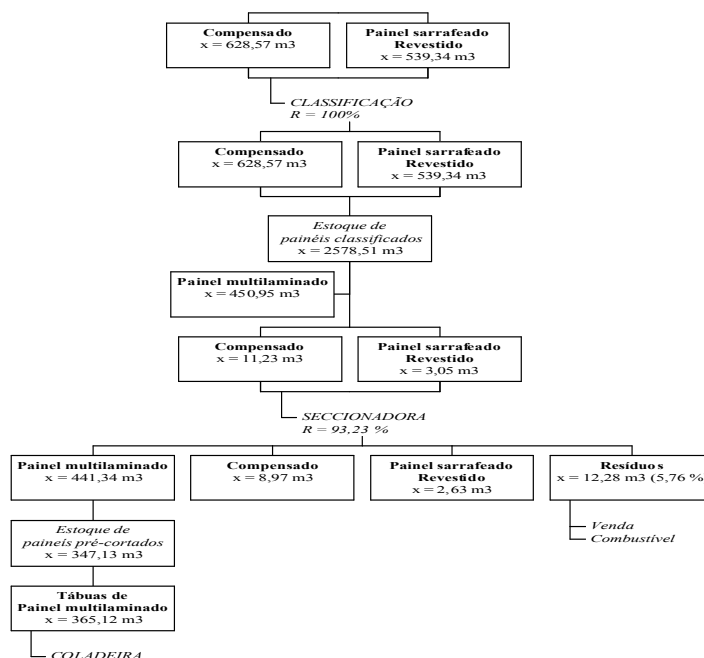 Compensado
x = 628,57 m3
Painel sarrafeado
Revestido
x = 539,34 m3
CLASSIFICAÇÃO
R = 100%
Compensado
x = 628,57 m3
Painel sarrafeado
Revestido
x = 539,34 m3
Estoque de
painéis classificados
x = 2578,51 m3
Painel multilaminado
x = 450,95 m3
Compensado
x = 11,23 m3
Painel sarrafeado
Revestido
x = 3,05 m3
SECCIONADORA
R = 93,23 %
Painel multilaminado
x = 441,34 m3
Compensado
x = 8,97 m3
Painel sarrafeado
Revestido
x = 2,63 m3
Resíduos
x = 12,28 m3 (5,76 %
Venda
Combustível
Estoque de
paineis pré-cortados
x = 347,13 m3
Tábuas de
Painel multilaminado
x = 365,12 m3
COLADEIRA